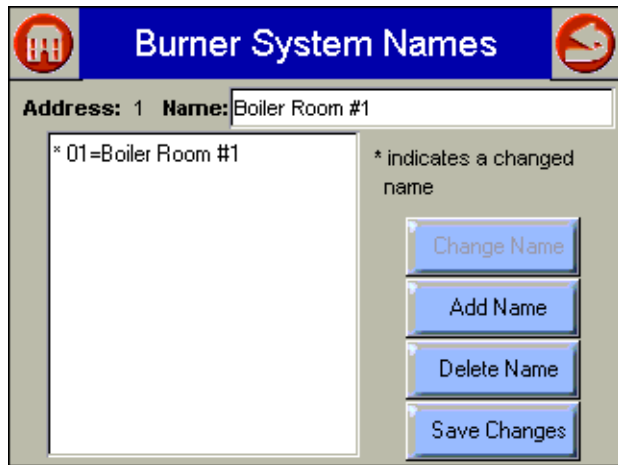 Burner System Names
Address: 1 Name: Boiler Room #1
* 01=Boiler Room #1
* indicates a changed
name
Change Name
Add Name
Delete Name
Save Changes